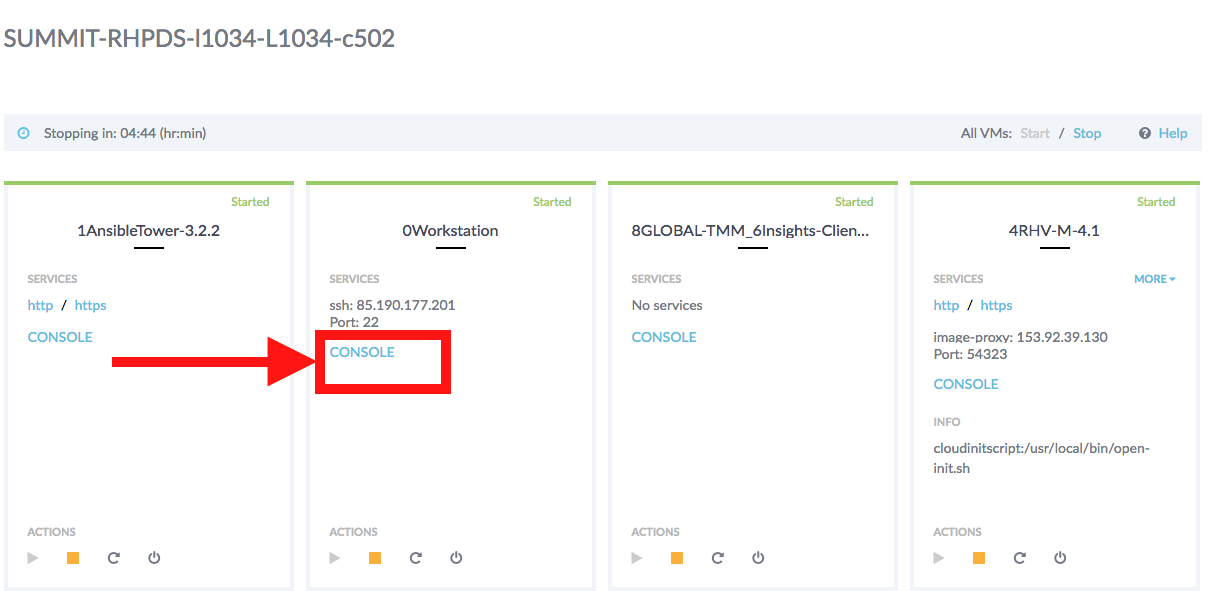 SUMMIT-RHPDS-l1034-L1034-c502
Stopping in: 04:44 (hr:min)
All VMs: Start / Stop
Help
Started
1AnsibleTower-3.2.2
SERVICES
http / https
CONSOLE
ACTIONS
Started
0Workstation
SERVICES
ssh: 85.190.177.201
Port: 22
CONSOLE
ACTIONS
Started
8GLOBAL-TMM_6Insights-Clien...
SERVICES
No services
CONSOLE
ACTIONS
Started
4RHV-M-4.1
SERVICES
MORE
http / https
image-proxy: 153.92.39.130
Port: 54323
CONSOLE
INFO
cloudinitscript:/usr/local/bin/open-
init.sh
ACTIONS